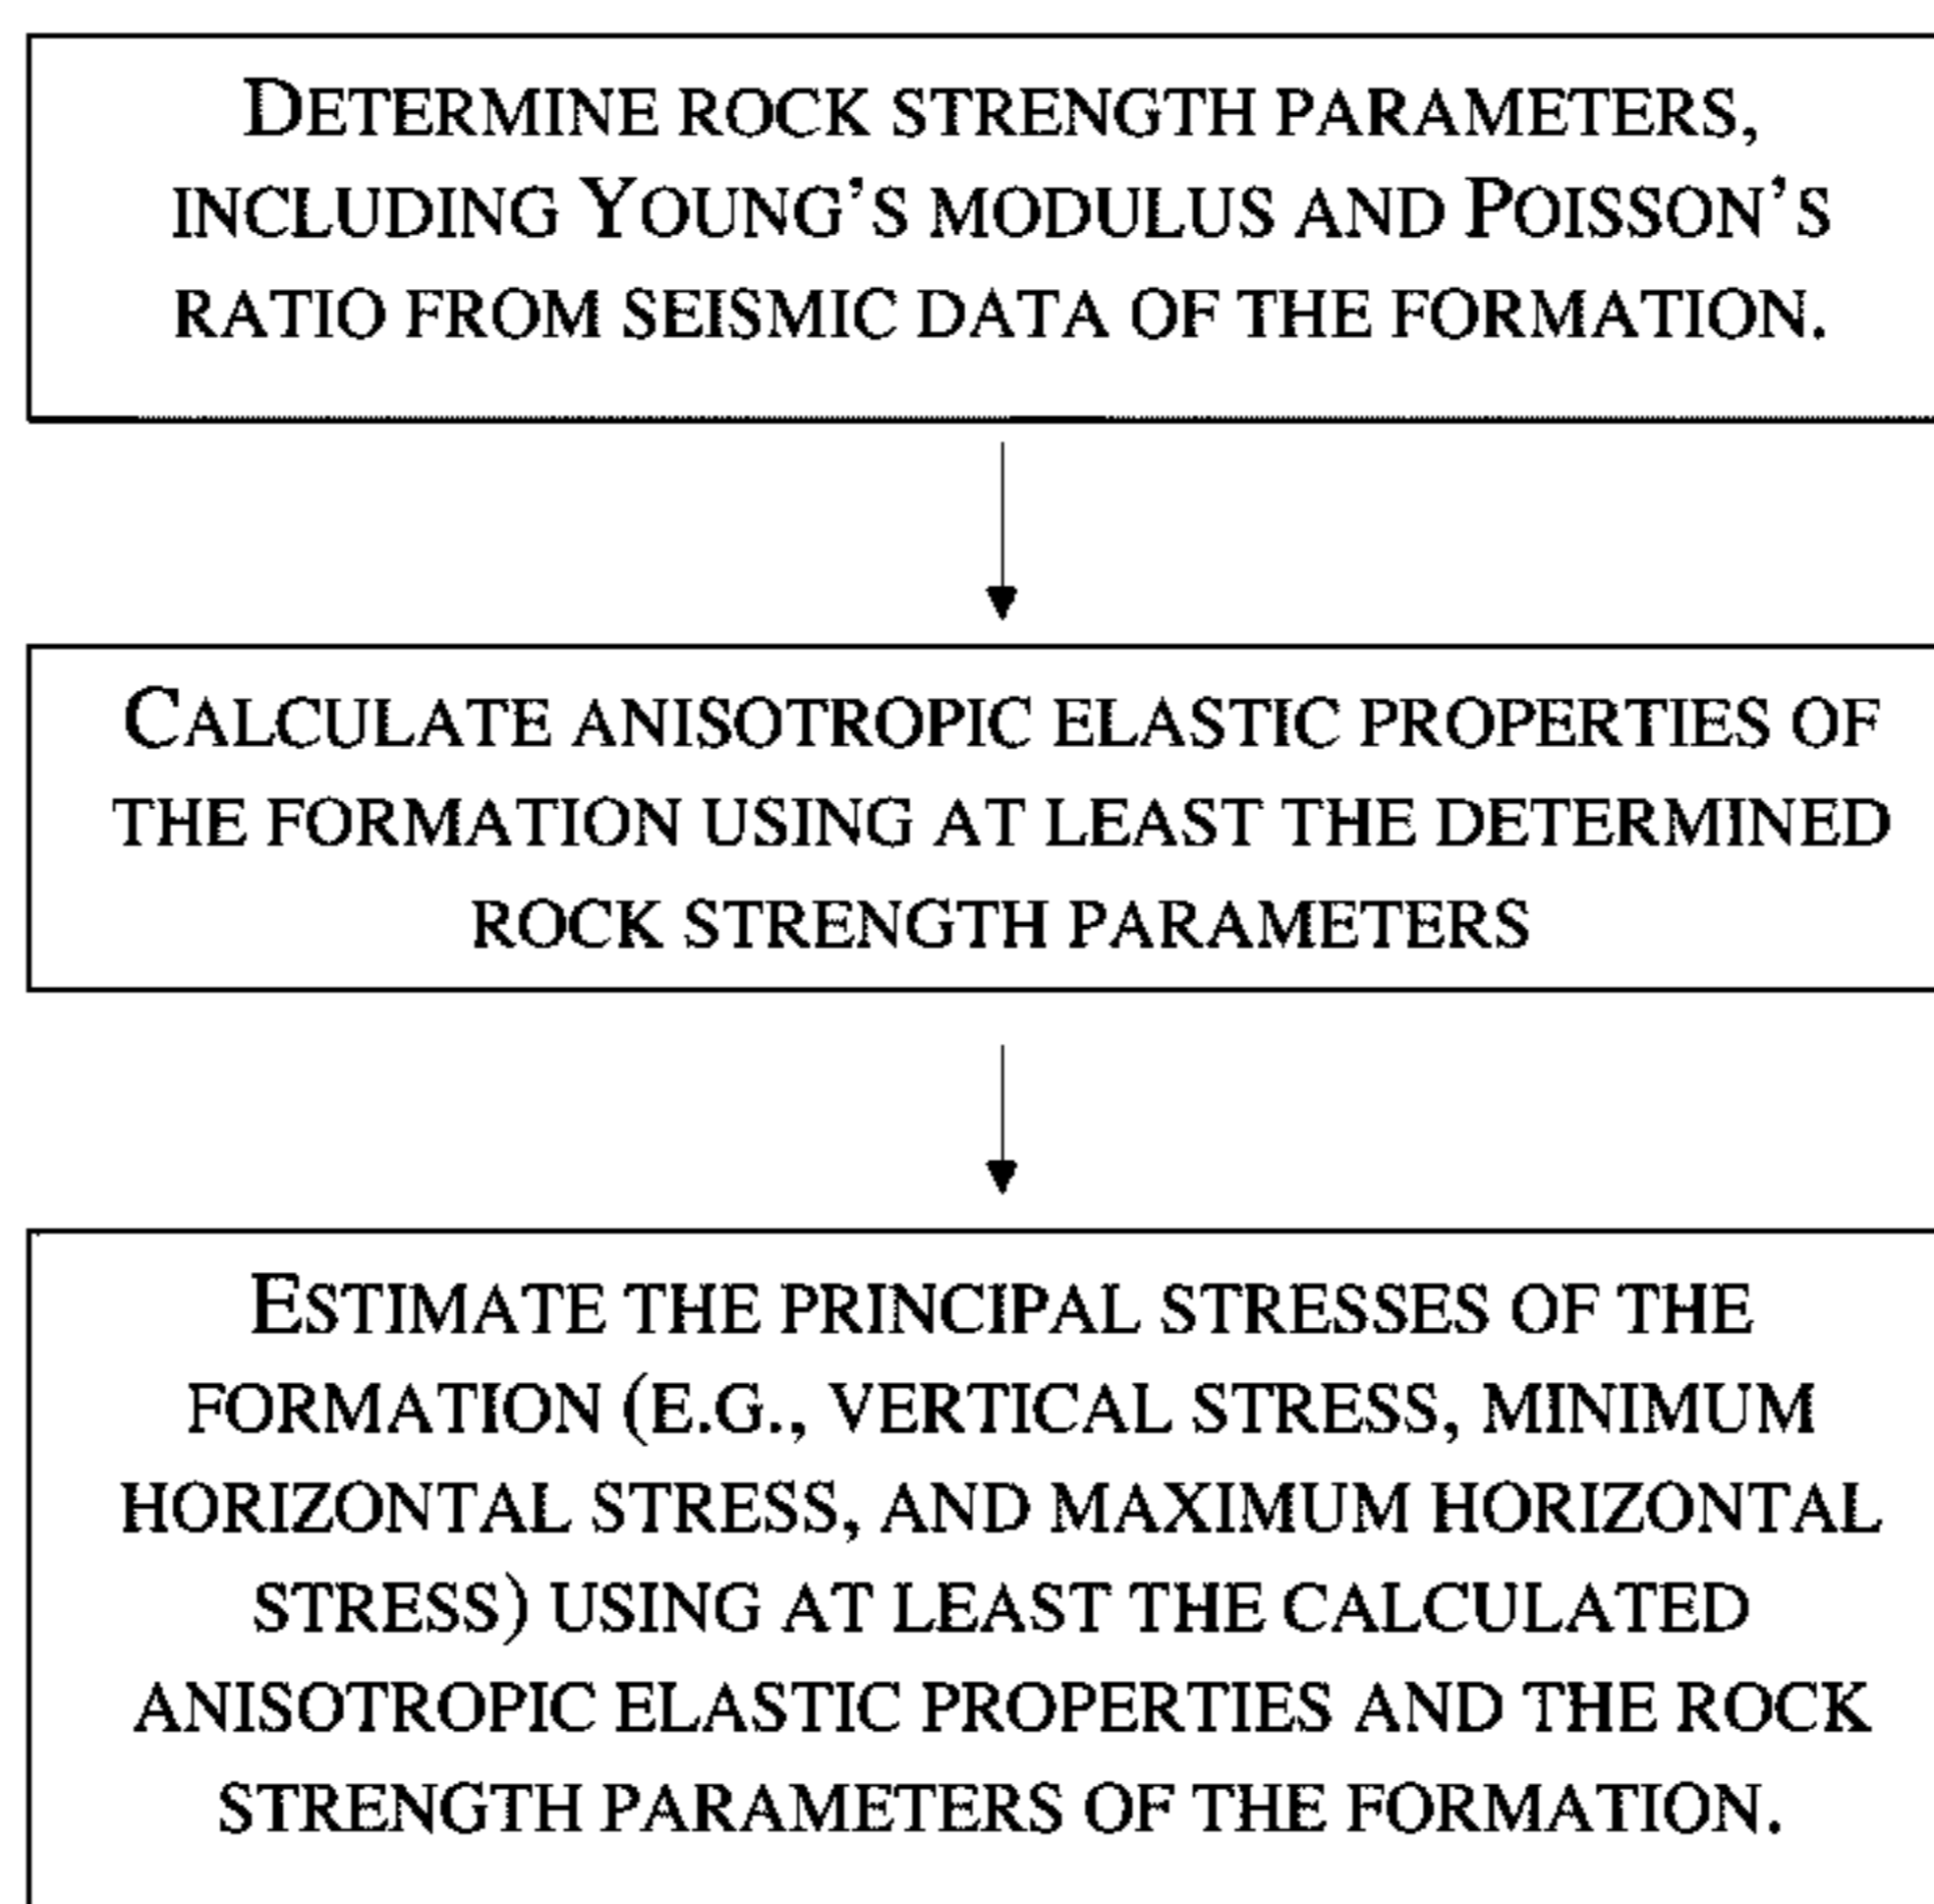 DETERMINE ROCK STRENGTH PARAMETERS,
INCLUDING YOUNG'S MODULUS AND POISSON'S
RATIO FROM SEISMIC DATA OF THE FORMATION.
CALCULATE ANISOTROPIC ELASTIC PROPERTIES OF
THE FORMATION USING AT LEAST THE DETERMINED
ROCK STRENGTH PARAMETERS
ESTIMATE THE PRINCIPAL STRESSES OF THE
FORMATION (E.G., VERTICAL STRESS, MINIMUM
HORIZONTAL STRESS, AND MAXIMUM HORIZONTAL
STRESS) USING AT LEAST THE CALCULATED
ANISOTROPIC ELASTIC PROPERTIES AND THE ROCK
STRENGTH PARAMETERS OF THE FORMATION.